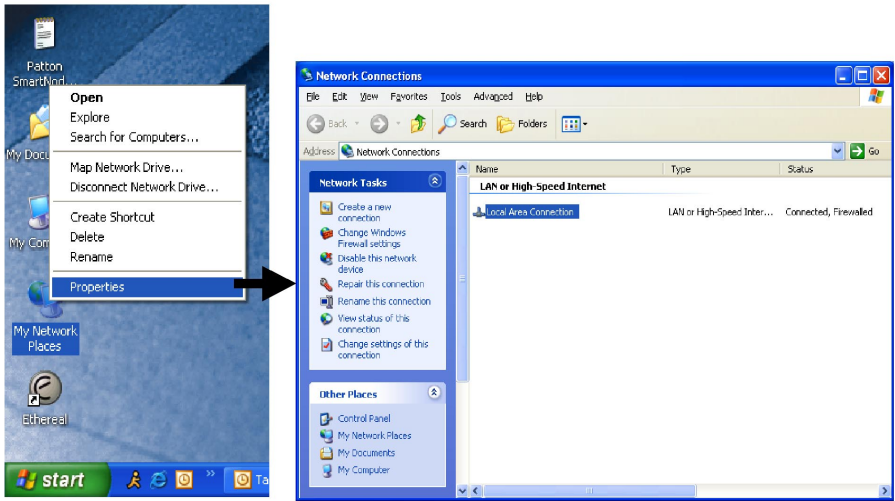 Patton
SmartNod...
Open
Explore
Search for Computers...
My Docu
Map Network Drive...
Disconnect Network Drive...
Create Shortcut
Delete
My Com
Rename
Properties
My Network
Places
Ethereal
start
Ta
Network Connections
File Edit View Favorites Tools Advanced Help
Back Search Folders
Address Network Connections Go
Network Tasks
Create a new
connection
Change Windows
Firewall settings
Disable this network
device
Repair this connection
Rename this connection
View status of this
connection
Change settings of this
connection
Other Places
Control Panel
My Network Places
My Documents
My Computer
Name Type Status
LAN or High-Speed Internet
Local Area Connection LAN or High-Speed Inter... Connected, Firewalled